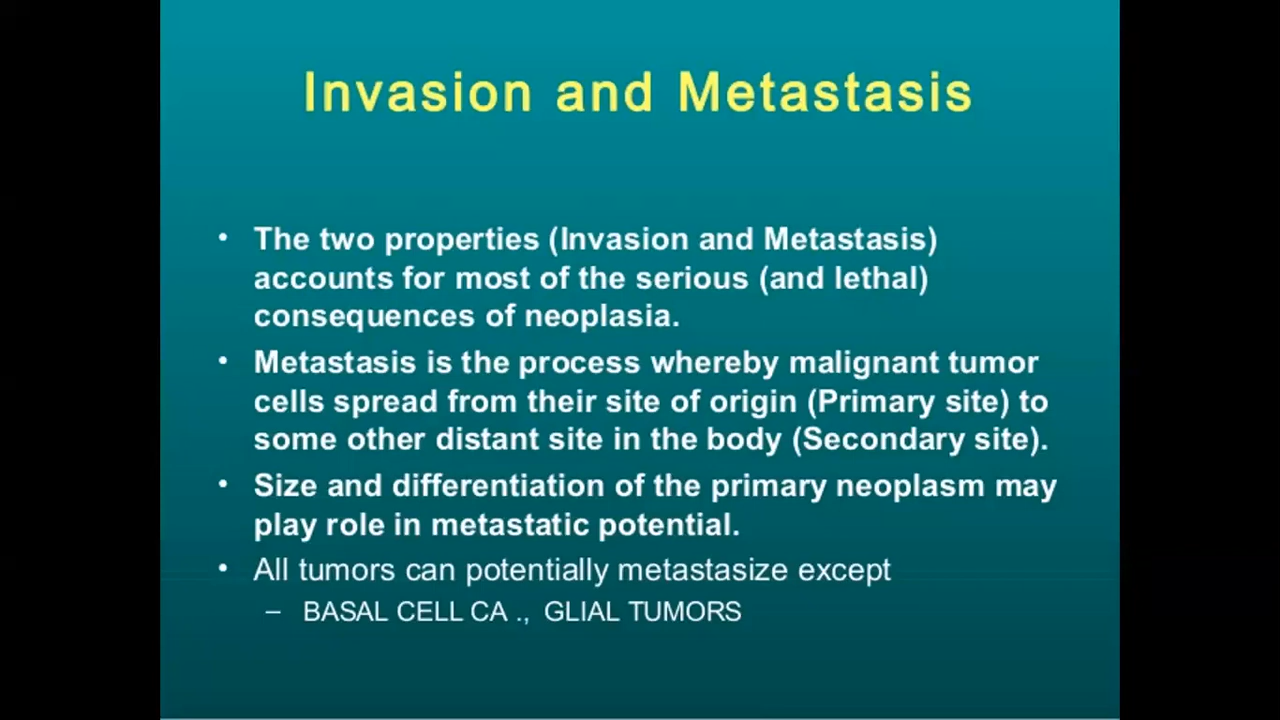 Invasion and Metastasis
• The two properties (Invasion and Metastasis)
accounts for most of the serious (and lethal)
consequences of neoplasia.
• Metastasis is the process whereby malignant tumor
cells spread from their site of origin (Primary site) to
some other distant site in the body (Secondary site).
• Size and differentiation of the primary neoplasm may
play role in metastatic potential.
• All tumors can potentially metastasize except
– BASAL CELL CA ., GLIAL TUMORS